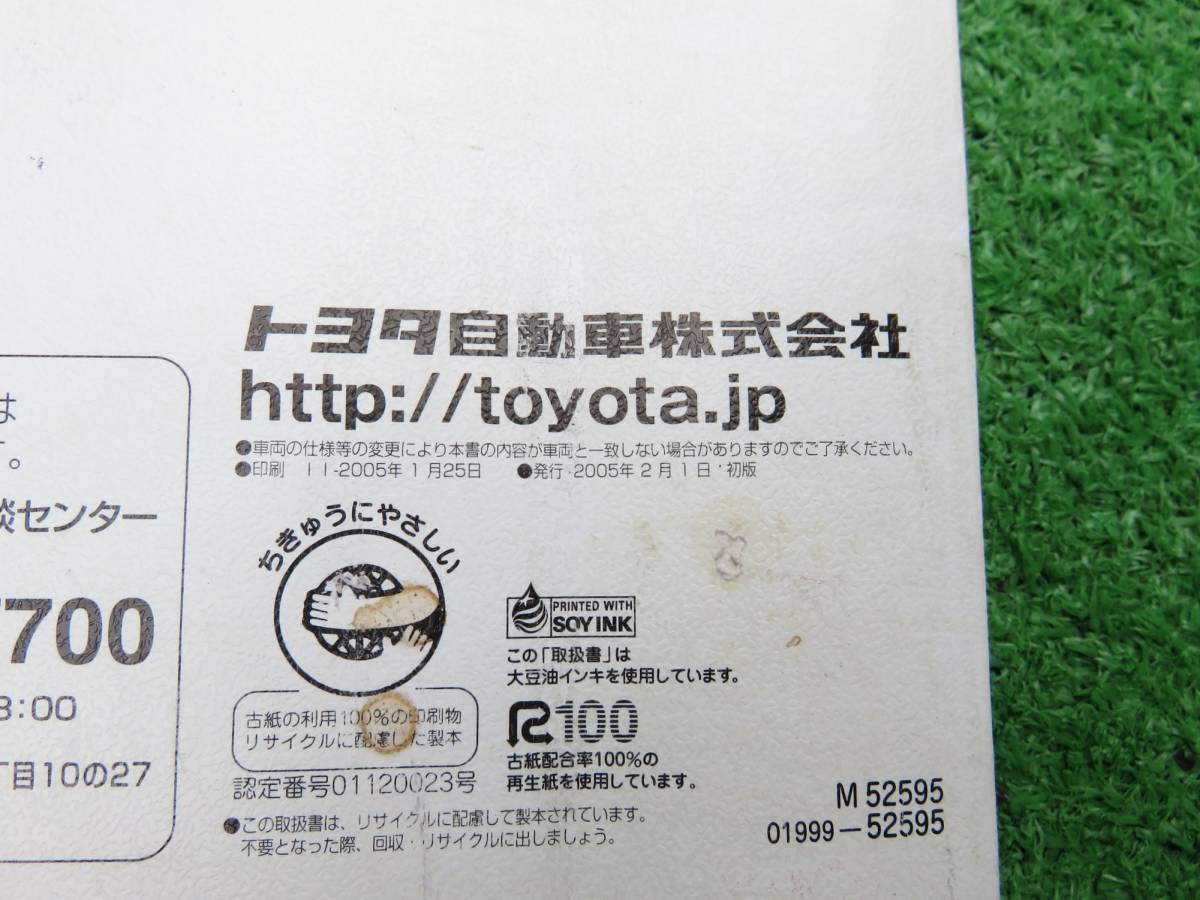 トヨタ自動車株式会社
http://toyota.jp
●車両の仕様等の変更により本書の内容が車両と一致しない場合がありますのでご了承ください。
●印刷 11-2005年1月25日 ●発行・2005年2月1日・初版
は
す。
談センター
7700
8:00
丁目10の27
ちきゅうにやさしい
古紙の利用100%の印刷物
リサイクルに配慮した製本
認定番号01120023号
PRINTED WITH
SOY INK
この「取扱書」は
大豆油インキを使用しています。
R100
古紙配合率100%の
再生紙を使用しています。
●この取扱書は、リサイクルに配慮して製本されています。
不要となった際、回収・リサイクルに出しましょう。
M 52595
01999-52595